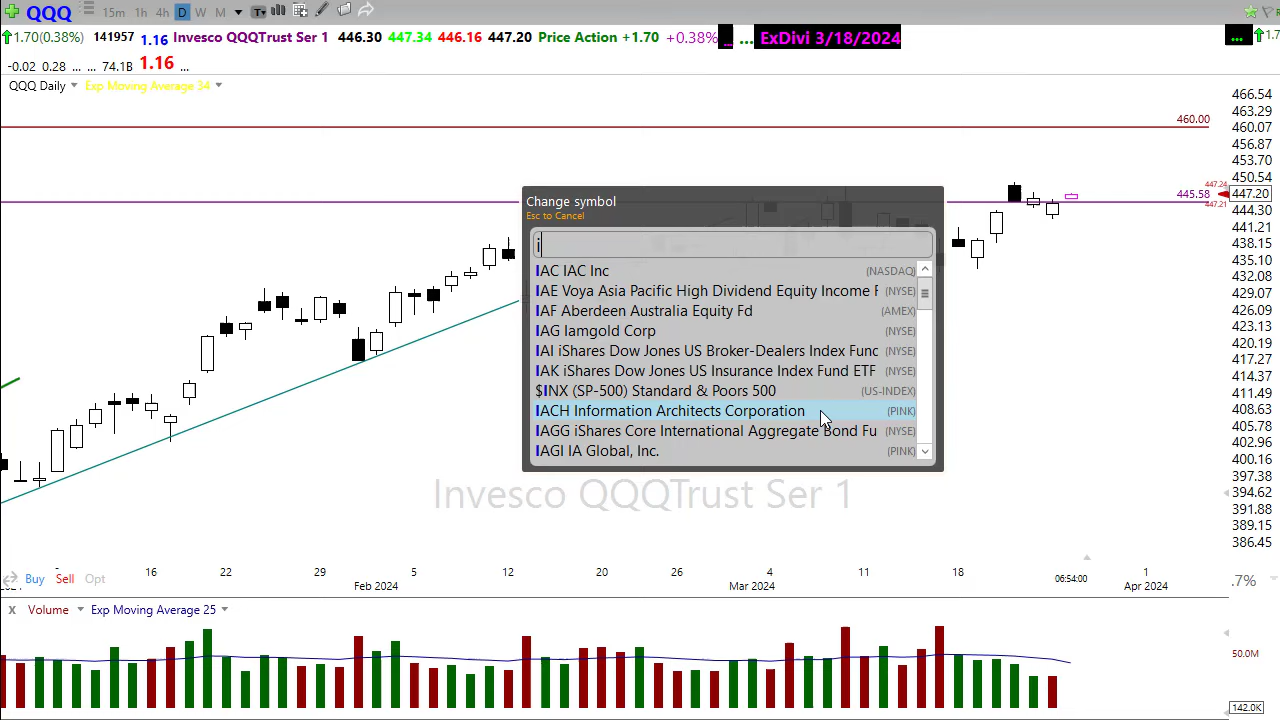 QQQ 15m 1h 4h D W M
1.70(0.38%) 141957 1.16 Invesco QQQTrust Ser 1 446.30 447.34 446.16 447.20 Price Action +1.70 +0.38% ... ... ExDivi 3/18/2024 ... 1.7
-0.02 0.28 ... ... 74.1B 1.16 ...
QQQ Daily Exp Moving Average 34
466.54
463.29
460.00
460.07
456.87
453.70
450.54
447.24
445.58
447.20
447.21
444.30
441.21
438.15
435.10
432.08
429.07
426.09
423.13
420.19
417.27
414.37
411.49
408.63
405.78
402.96
400.16
397.38
394.62
391.88
389.15
386.45
Change symbol
Esc to Cancel
i
IAC IAC Inc (NASDAQ)
IAE Voya Asia Pacific High Dividend Equity Income F (NYSE)
IAF Aberdeen Australia Equity Fd (AMEX)
IAG Iamgold Corp (NYSE)
IAI iShares Dow Jones US Broker-Dealers Index Func (NYSE)
IAK iShares Dow Jones US Insurance Index Fund ETF (NYSE)
$INX (SP-500) Standard & Poors 500 (US-INDEX)
IACH Information Architects Corporation (PINK)
IAGG iShares Core International Aggregate Bond Fu (NYSE)
IAGI IA Global, Inc. (PINK)
Invesco QQQTrust Ser 1
Buy Sell Opt
16 22 29 5 12 20 26 4 11 18 1
Feb 2024 Mar 2024 Apr 2024
06:54:00
.7%
X Volume Exp Moving Average 25
50.0M
142.0K